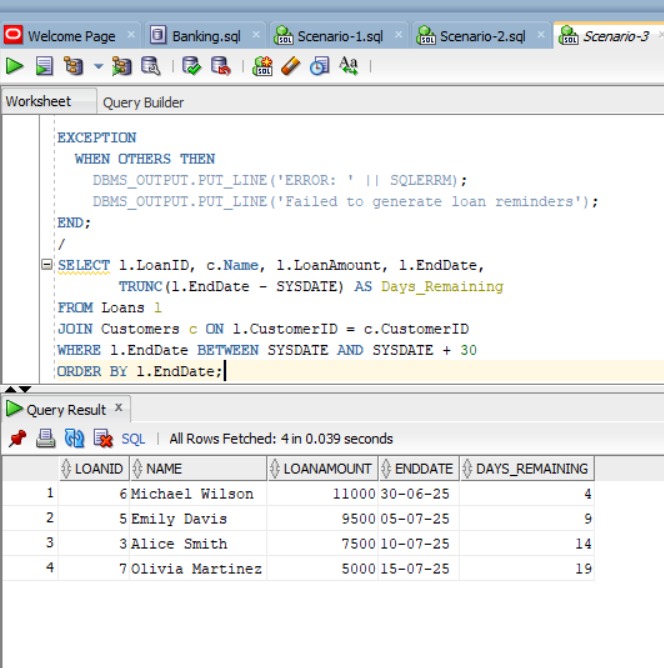 Welcome Page × Banking.sql × Scenario-1.sql × Scenario-2.sql × Scenario-3
Worksheet Query Builder
EXCEPTION
WHEN OTHERS THEN
DBMS_OUTPUT.PUT_LINE('ERROR: ' || SQLERRM);
DBMS_OUTPUT.PUT_LINE('Failed to generate loan reminders');
END;
/
SELECT l.LoanID, c.Name, l.LoanAmount, l.EndDate,
TRUNC(l.EndDate - SYSDATE) AS Days_Remaining
FROM Loans l
JOIN Customers c ON l.CustomerID = c.CustomerID
WHERE l.EndDate BETWEEN SYSDATE AND SYSDATE + 30
ORDER BY l.EndDate;
Query Result ×
SQL | All Rows Fetched: 4 in 0.039 seconds
LOANID NAME LOANAMOUNT ENDDATE DAYS_REMAINING
1 6 Michael Wilson 11000 30-06-25 4
2 5 Emily Davis 9500 05-07-25 9
3 3 Alice Smith 7500 10-07-25 14
4 7 Olivia Martinez 5000 15-07-25 19